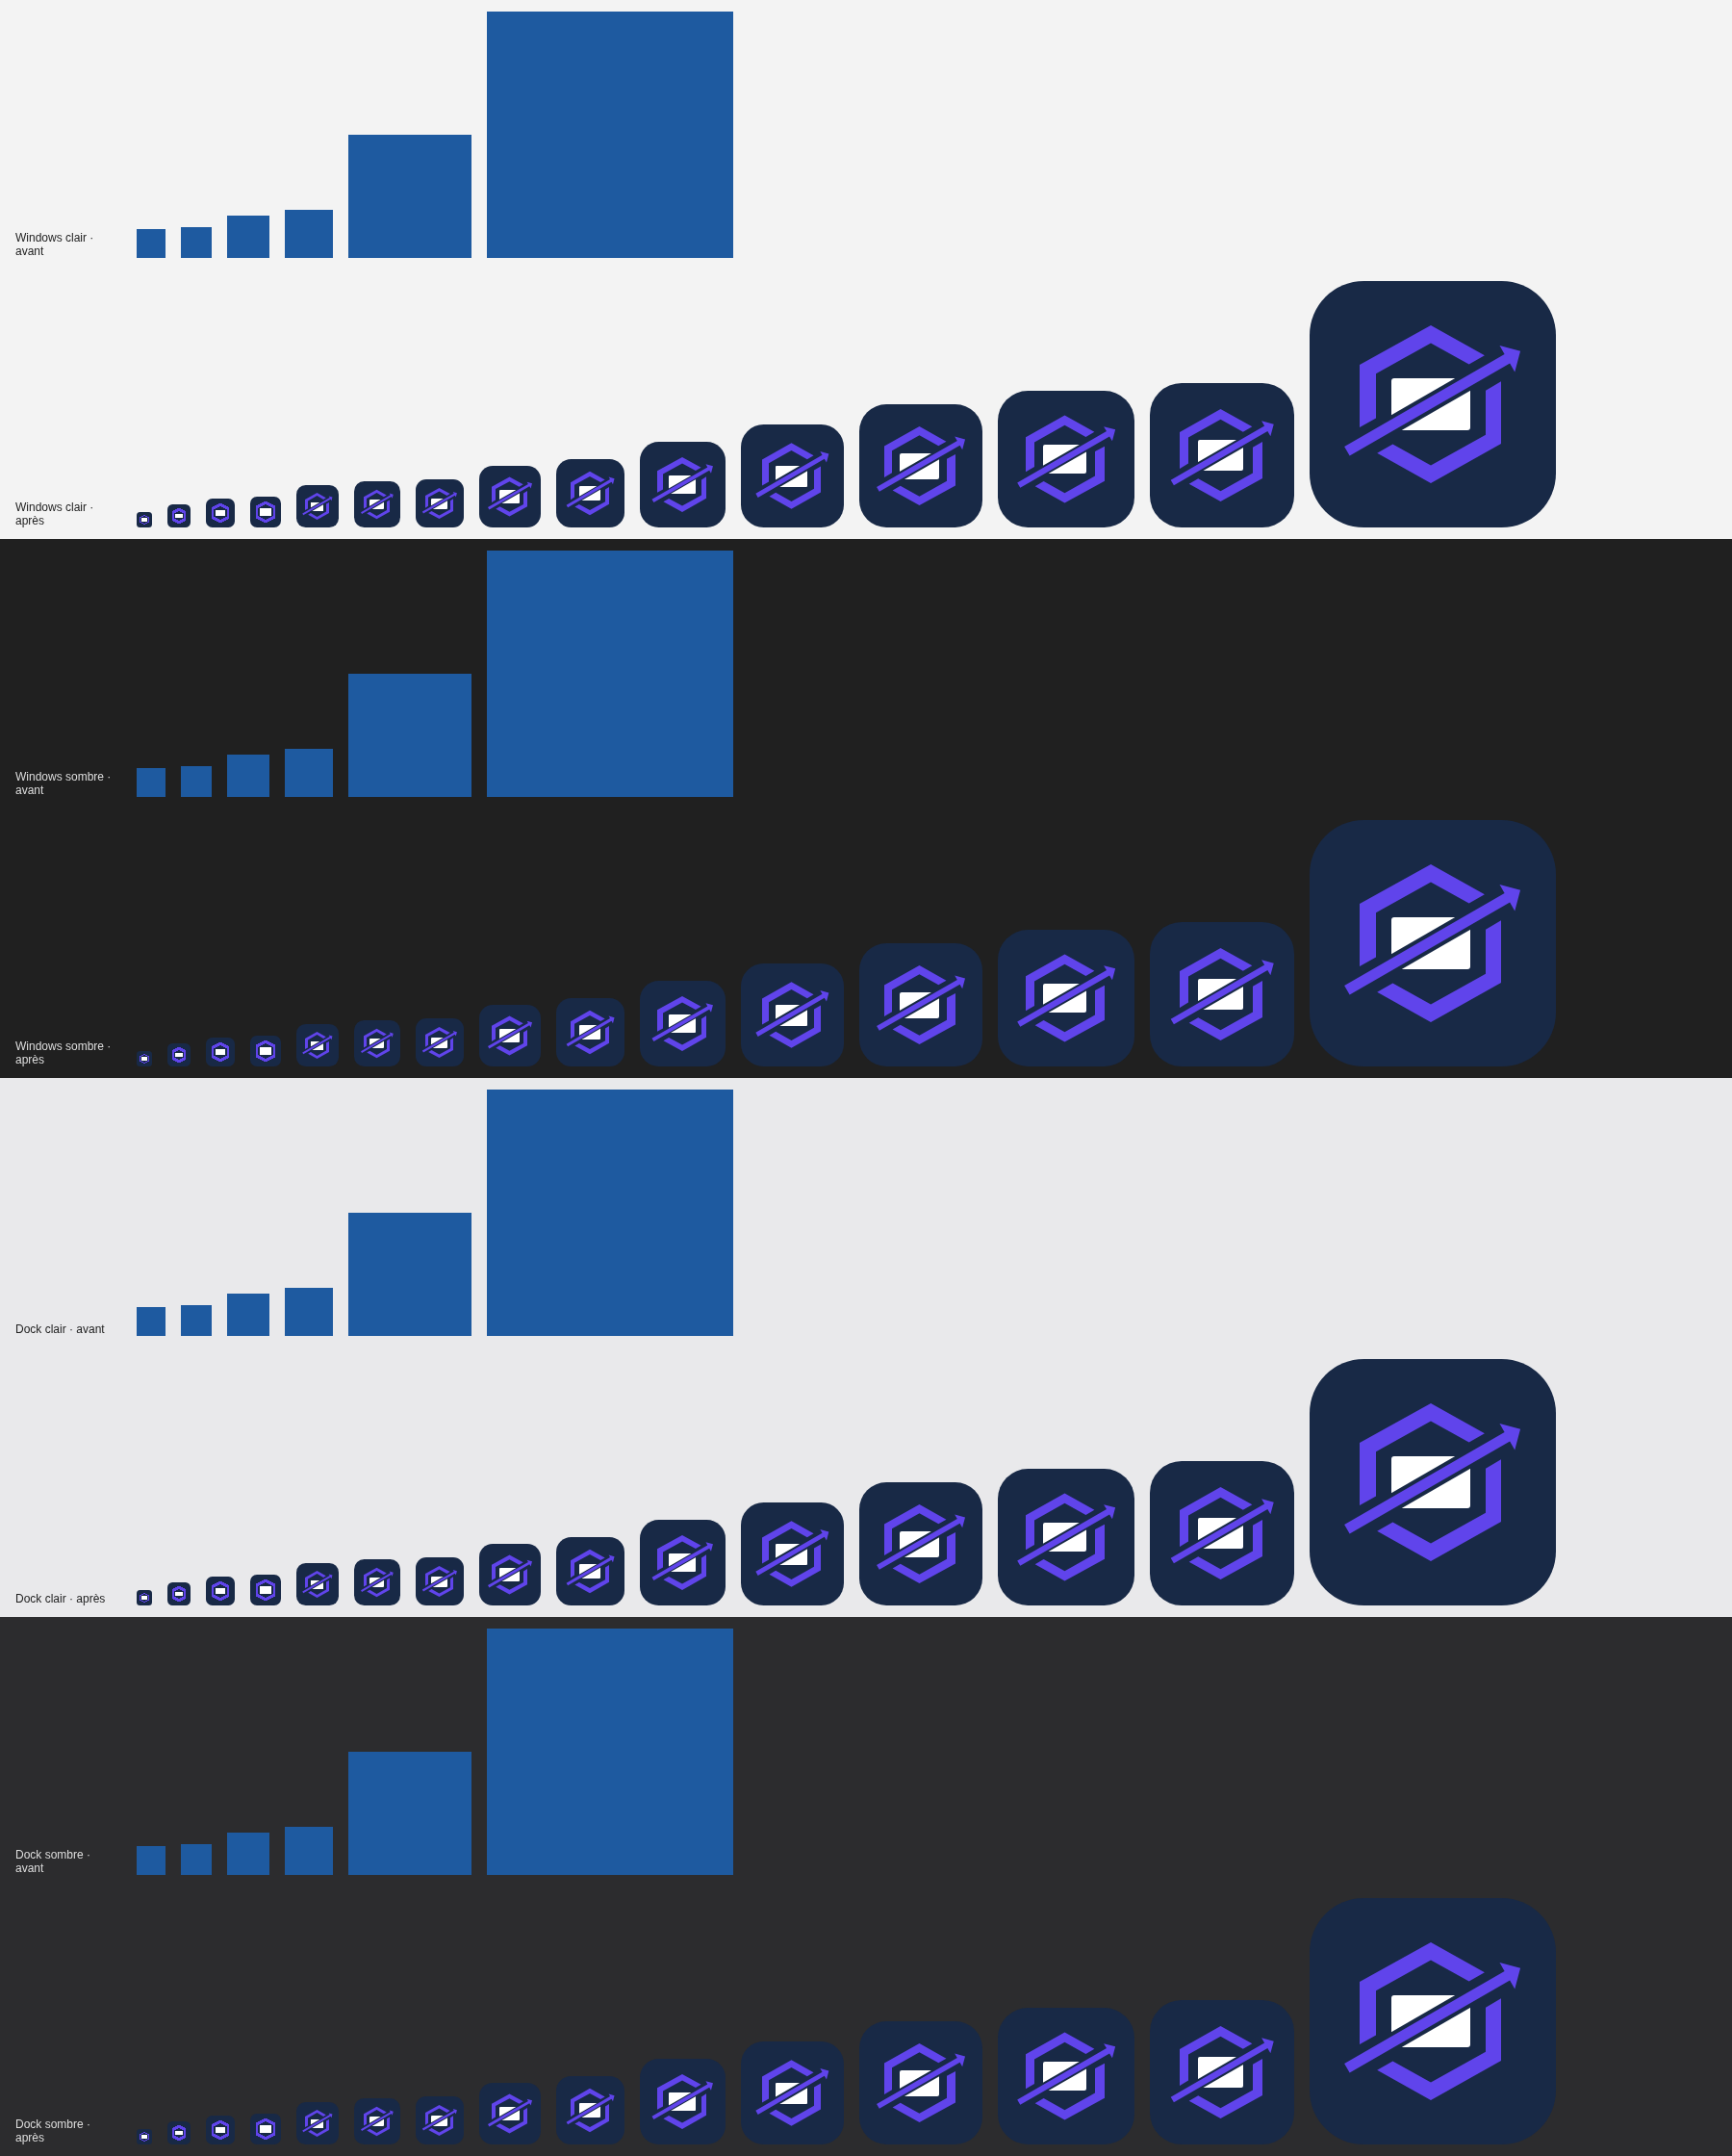 Windows clair ·
avant
Windows clair ·
après
Windows sombre ·
avant
Windows sombre ·
après
Dock clair · avant
Dock clair · après
Dock sombre ·
avant
Dock sombre ·
après